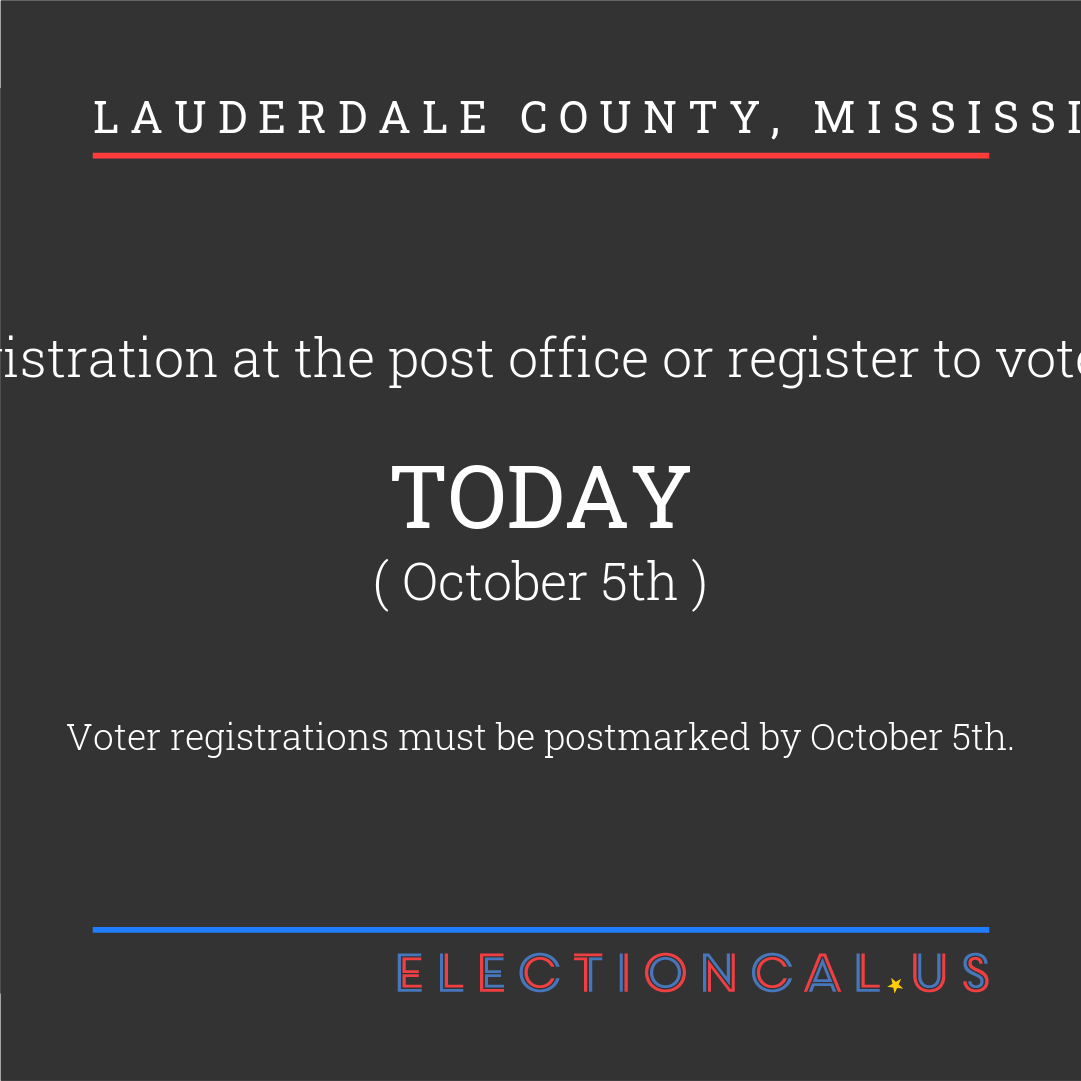 LAUDERDALE COUNTY, MISSISSI
istration at the post office or register to vote
TODAY
( October 5th )
Voter registrations must be postmarked by October 5th.
ELECTIONCAL.US